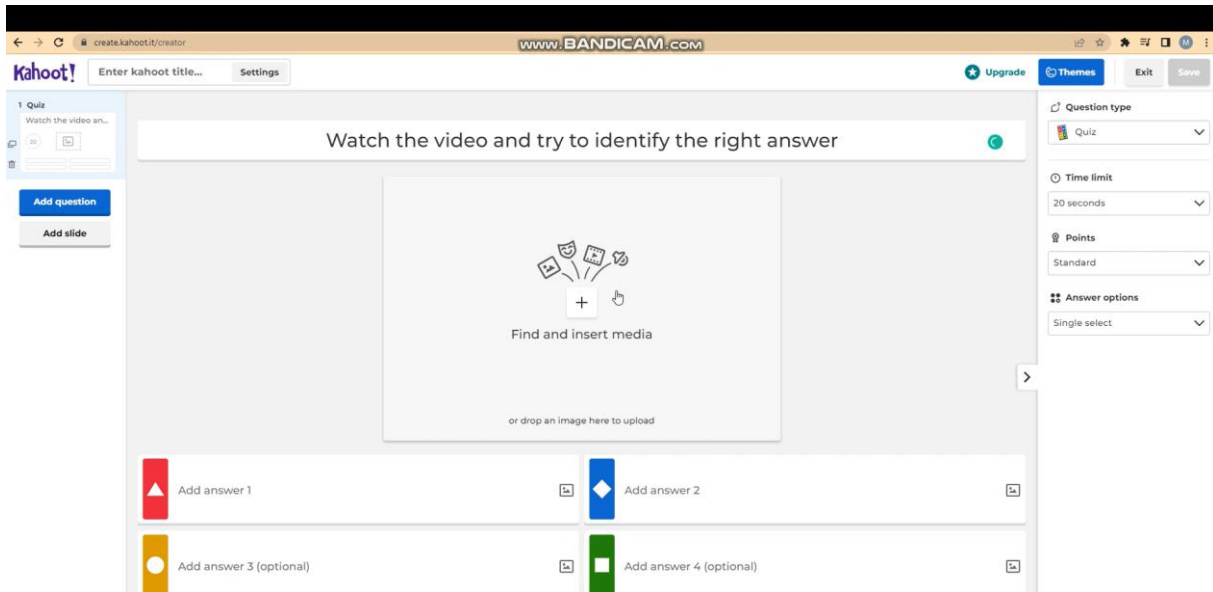 create.kahoot.it/creator
www.BANDICAM.com
M
Kahoot!
Enter kahoot title...
Settings
Upgrade
Themes
Exit
Save
1 Quiz
Watch the video an...
20
Add question
Add slide
Watch the video and try to identify the right answer
Find and insert media
or drop an image here to upload
Add answer 1
Add answer 2
Add answer 3 (optional)
Add answer 4 (optional)
Question type
Quiz
Time limit
20 seconds
Points
Standard
Answer options
Single select